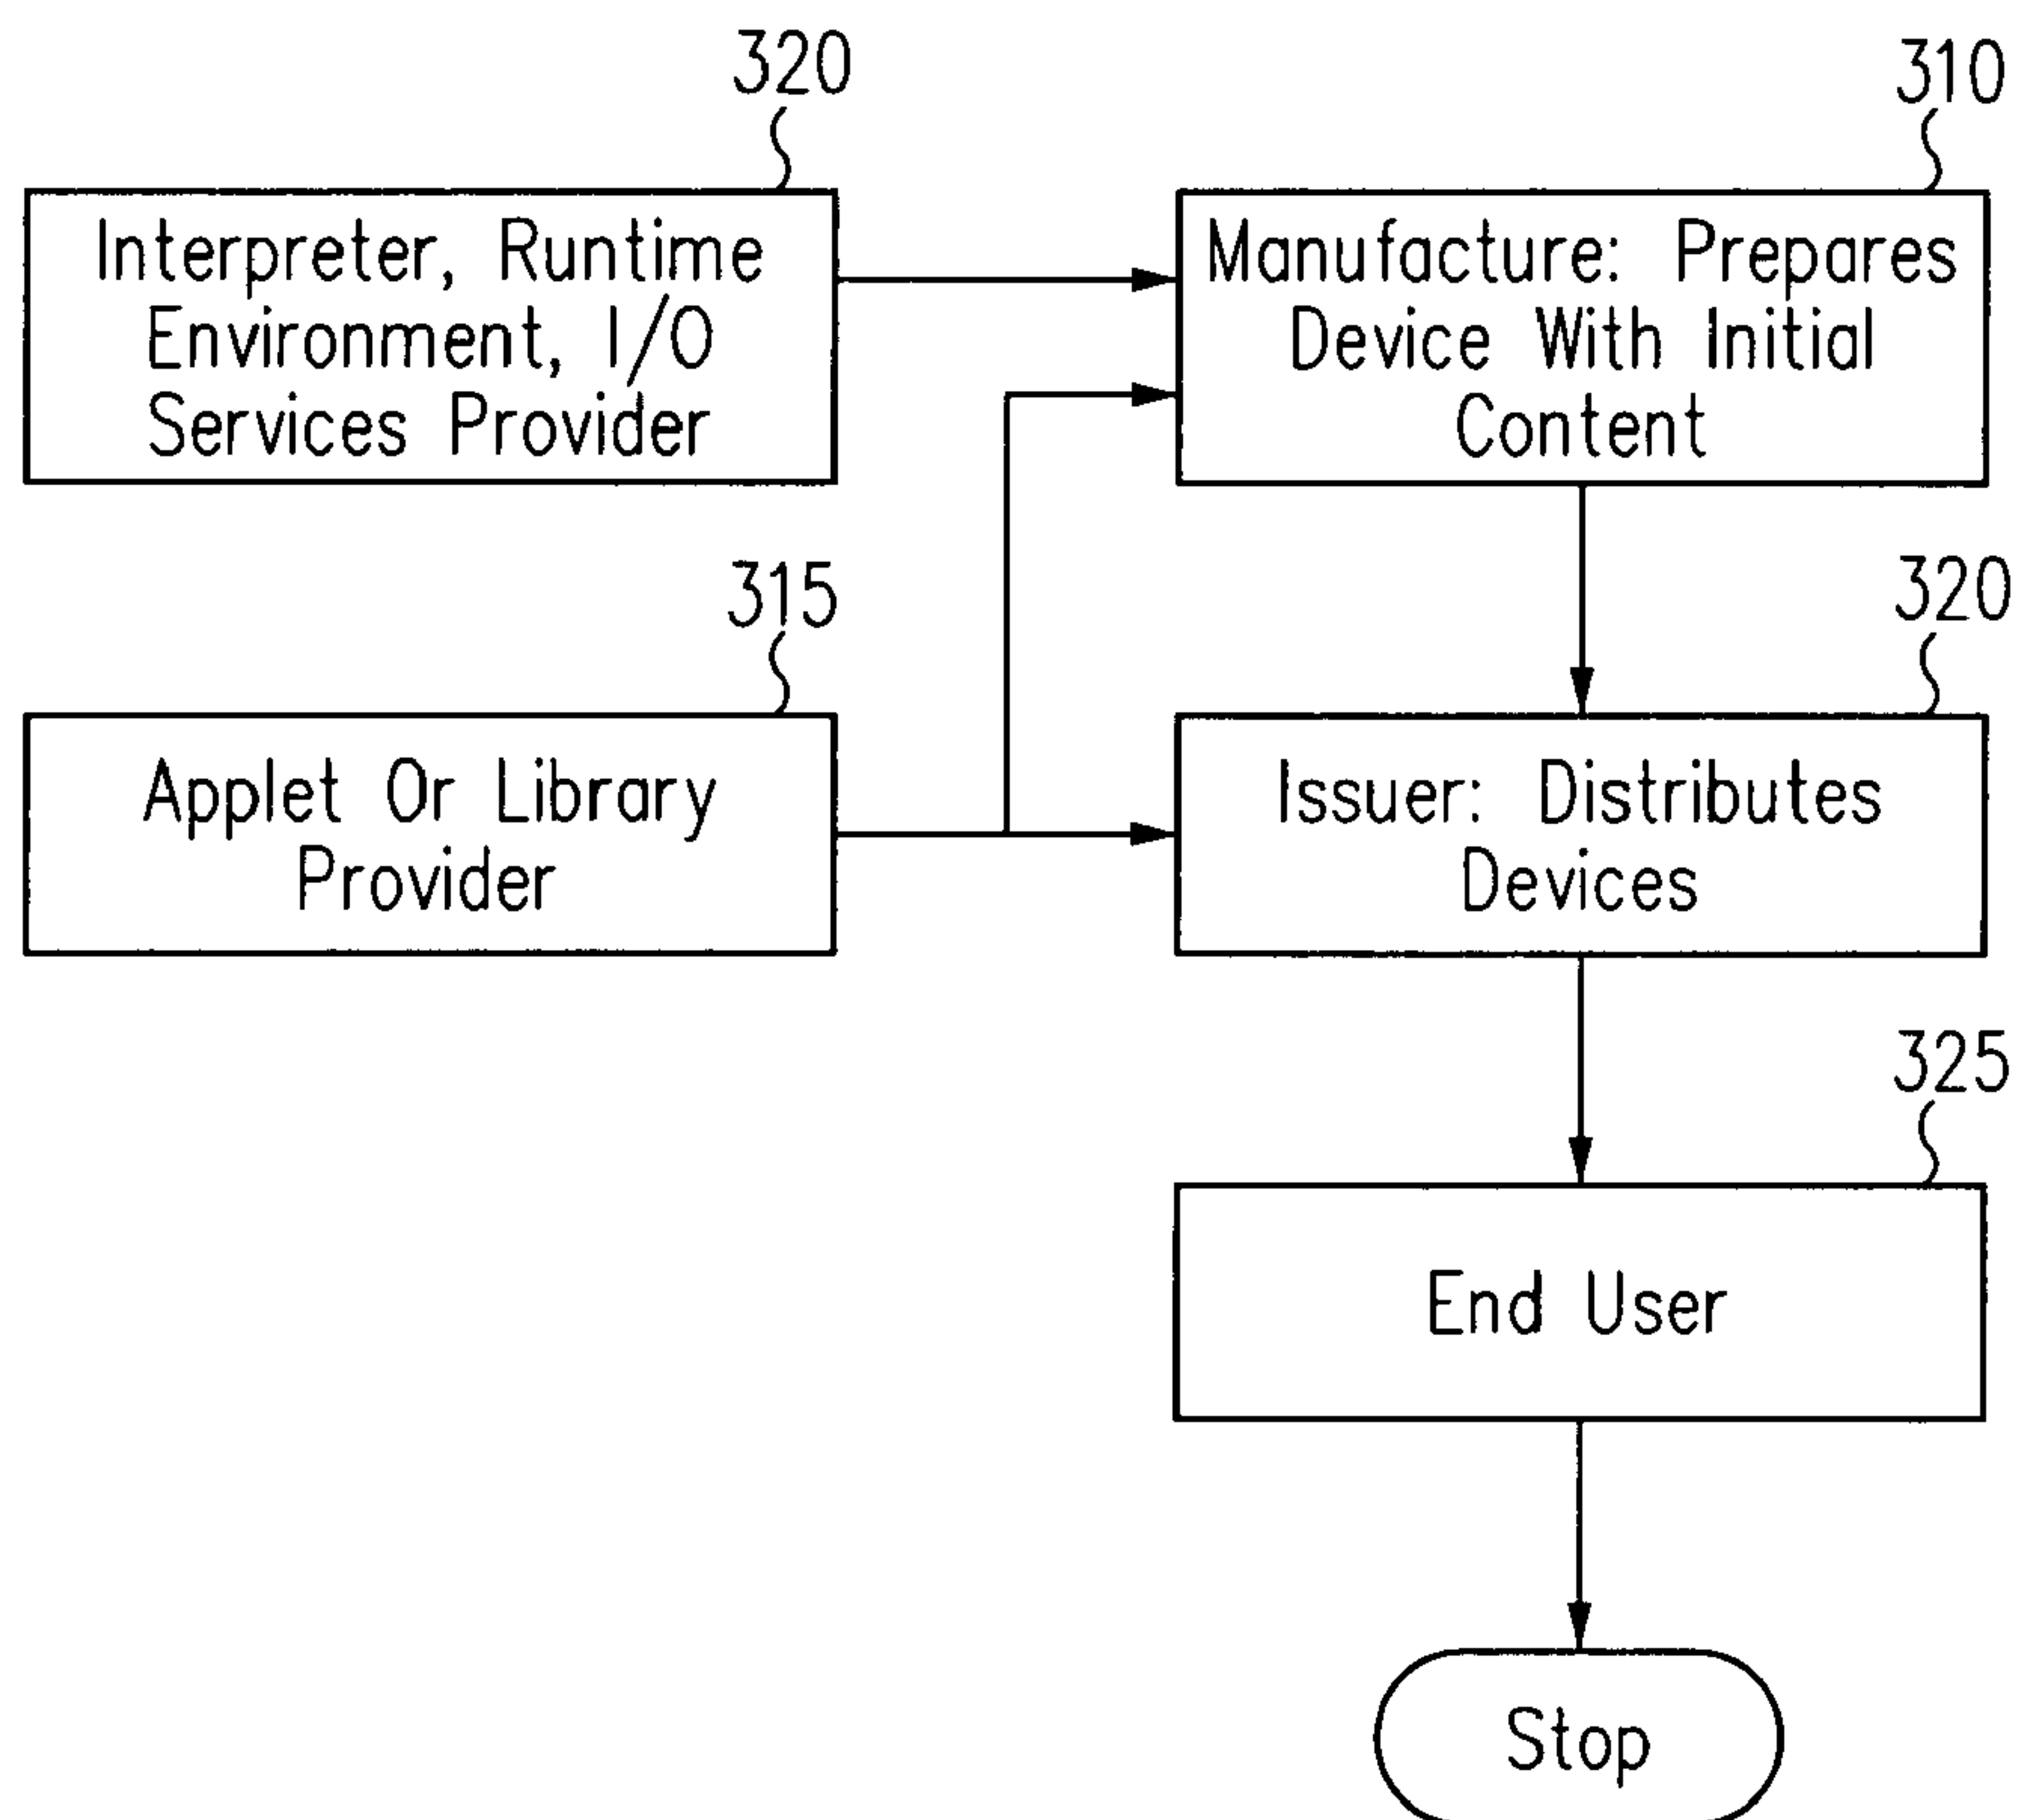 320
Interpreter, Runtime
Environment, I/O
Services Provider
310
Manufacture: Prepares
Device With Initial
Content
315
Applet Or Library
Provider
320
Issuer: Distributes
Devices
325
End User
Stop